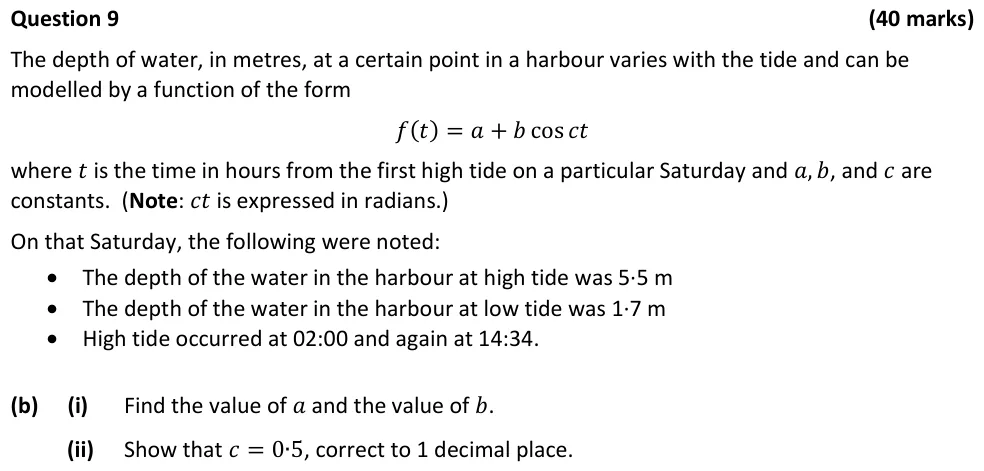 Question 9 (40 marks)
The depth of water, in metres, at a certain point in a harbour varies with the tide and can be
modelled by a function of the form
f(t) = a + b cos ct
where t is the time in hours from the first high tide on a particular Saturday and a, b, and c are
constants. (Note: ct is expressed in radians.)
On that Saturday, the following were noted:
• The depth of the water in the harbour at high tide was 5·5 m
• The depth of the water in the harbour at low tide was 1·7 m
• High tide occurred at 02:00 and again at 14:34.
(b) (i) Find the value of a and the value of b.
(ii) Show that c = 0·5, correct to 1 decimal place.